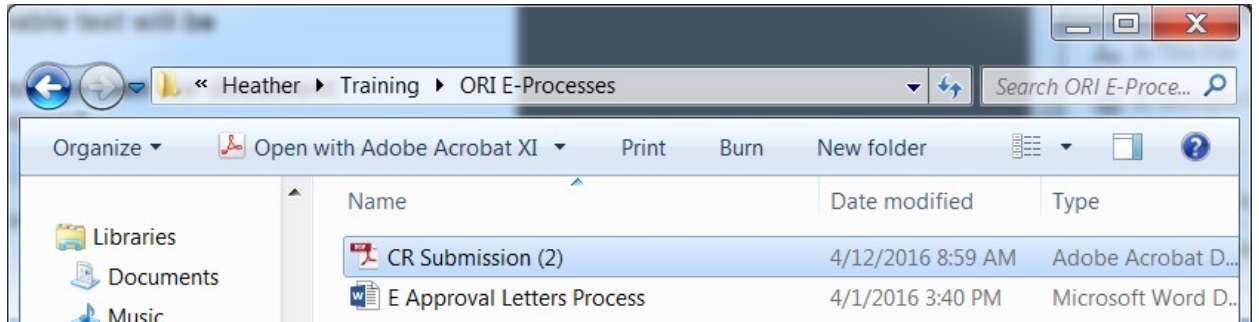 « Heather ▸ Training ▸ ORI E-Processes Search ORI E-Proce...
Organize Open with Adobe Acrobat XI Print Burn New folder
Name Date modified Type
Libraries
CR Submission (2) 4/12/2016 8:59 AM Adobe Acrobat D...
Documents
E Approval Letters Process 4/1/2016 3:40 PM Microsoft Word D...
Music